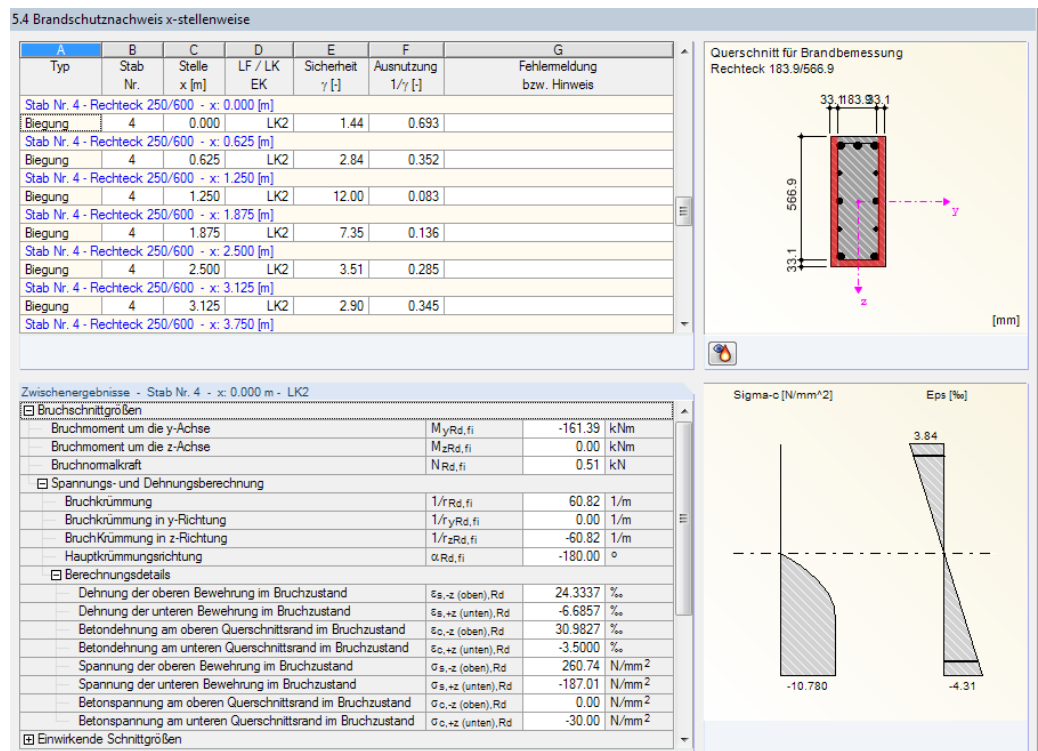 5.4 Brandschutznachweis x-stellenweise
A B C D E F G
Typ Stab Stelle LF / LK Sicherheit Ausnutzung Fehlermeldung
Nr. x [m] EK γ [-] 1/γ [-] bzw. Hinweis
Stab Nr. 4 - Rechteck 250/600 - x: 0.000 [m]
Biegung 4 0.000 LK2 1.44 0.693
Stab Nr. 4 - Rechteck 250/600 - x: 0.625 [m]
Biegung 4 0.625 LK2 2.84 0.352
Stab Nr. 4 - Rechteck 250/600 - x: 1.250 [m]
Biegung 4 1.250 LK2 12.00 0.083
Stab Nr. 4 - Rechteck 250/600 - x: 1.875 [m]
Biegung 4 1.875 LK2 7.35 0.136
Stab Nr. 4 - Rechteck 250/600 - x: 2.500 [m]
Biegung 4 2.500 LK2 3.51 0.285
Stab Nr. 4 - Rechteck 250/600 - x: 3.125 [m]
Biegung 4 3.125 LK2 2.90 0.345
Stab Nr. 4 - Rechteck 250/600 - x: 3.750 [m]
Querschnitt für Brandbemessung
Rechteck 183.9/566.9
33.1 183.9 33.1
566.9
33.1
y
z
[mm]
Zwischenergebnisse - Stab Nr. 4 - x: 0.000 m - LK2
Bruchschnittgrößen
Bruchmoment um die y-Achse MyRd,fi -161.39 kNm
Bruchmoment um die z-Achse MzRd,fi 0.00 kNm
Bruchnormalkraft NRd,fi 0.51 kN
Spannungs- und Dehnungsberechnung
Bruchkrümmung 1/rRd,fi 60.82 1/m
Bruchkrümmung in y-Richtung 1/ryRd,fi 0.00 1/m
BruchKrümmung in z-Richtung 1/rzRd,fi -60.82 1/m
Hauptkrümmungsrichtung αRd,fi -180.00 °
Berechnungsdetails
Dehnung der oberen Bewehrung im Bruchzustand εs,-z (oben),Rd 24.3337 ‰
Dehnung der unteren Bewehrung im Bruchzustand εs,+z (unten),Rd -6.6857 ‰
Betondehnung am oberen Querschnittsrand im Bruchzustand εc,-z (oben),Rd 30.9827 ‰
Betondehnung am unteren Querschnittsrand im Bruchzustand εc,+z (unten),Rd -3.5000 ‰
Spannung der oberen Bewehrung im Bruchzustand σs,-z (oben),Rd 260.74 N/mm²
Spannung der unteren Bewehrung im Bruchzustand σs,+z (unten),Rd -187.01 N/mm²
Betonspannung am oberen Querschnittsrand im Bruchzustand σc,-z (oben),Rd 0.00 N/mm²
Betonspannung am unteren Querschnittsrand im Bruchzustand σc,+z (unten),Rd -30.00 N/mm²
Einwirkende Schnittgrößen
Sigma-c [N/mm^2] Eps [‰]
3.84
-10.780 -4.31